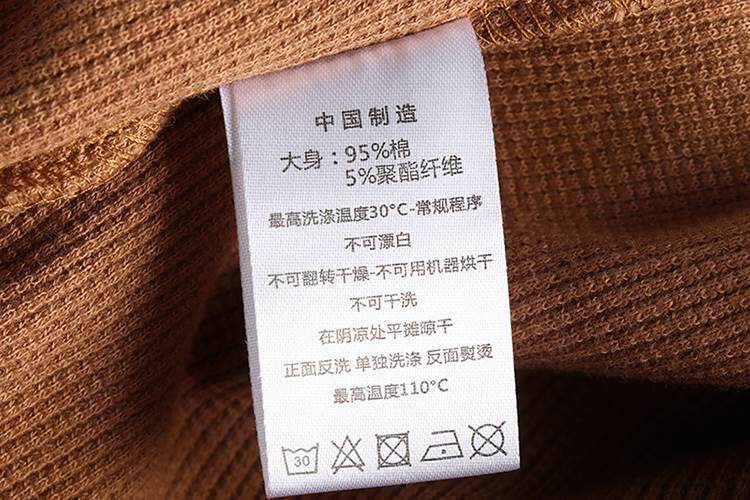 中国制造
大身：95%棉
5%聚酯纤维
最高洗涤温度30°C-常规程序
不可漂白
不可翻转干燥-不可用机器烘干
不可干洗
在阴凉处平摊晾干
正面反洗 单独洗涤 反面熨烫
最高温度110°C
30